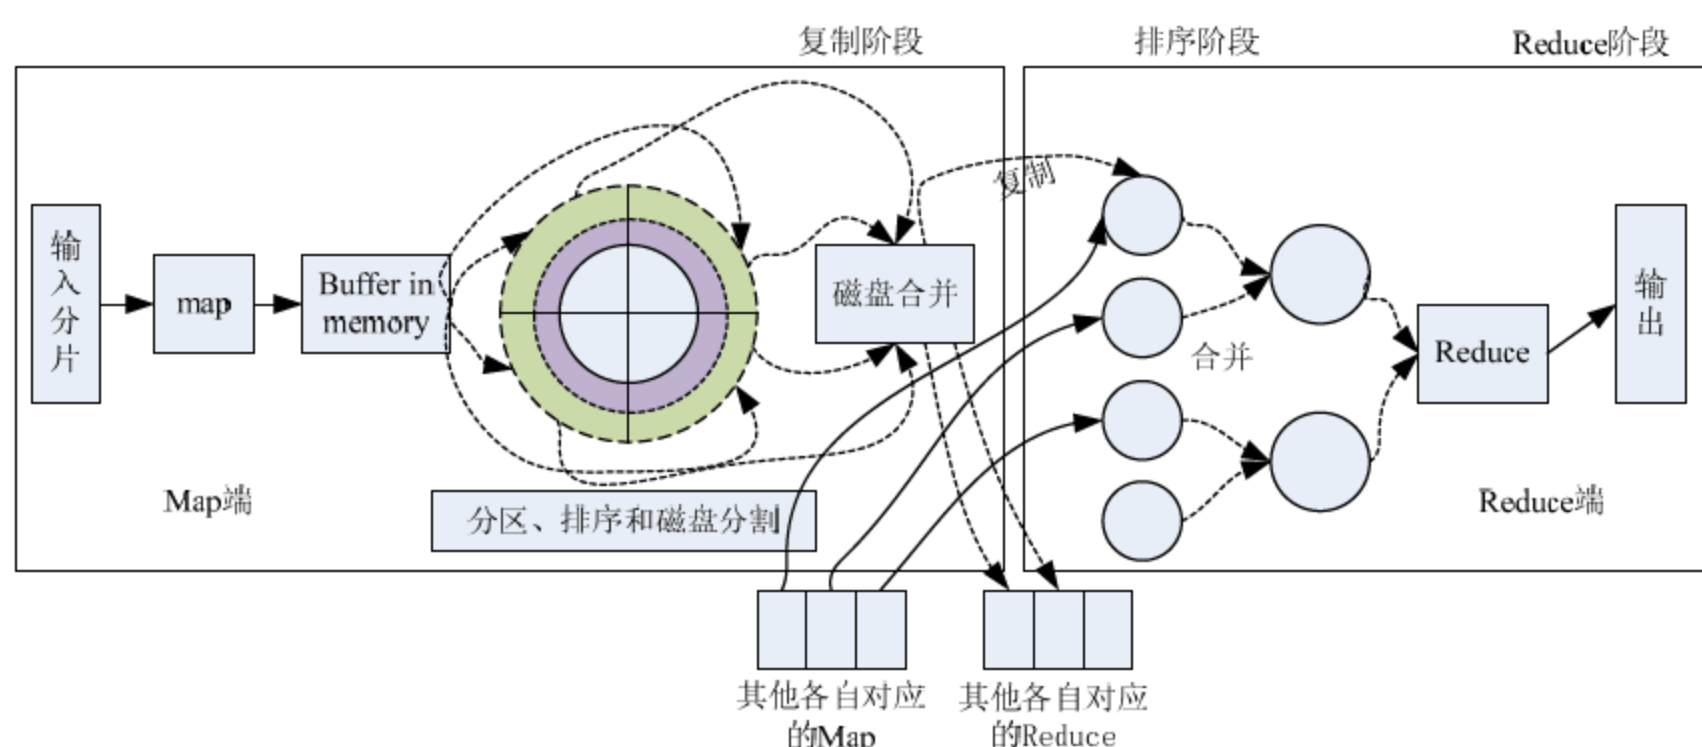 复制阶段
排序阶段
Reduce阶段
输
入
分
片
map
Buffer in
memory
磁盘合并
复制
合并
Reduce
输
出
Map端
分区、排序和磁盘分割
Reduce端
其他各自对应
的Map
其他各自对应
的Reduce